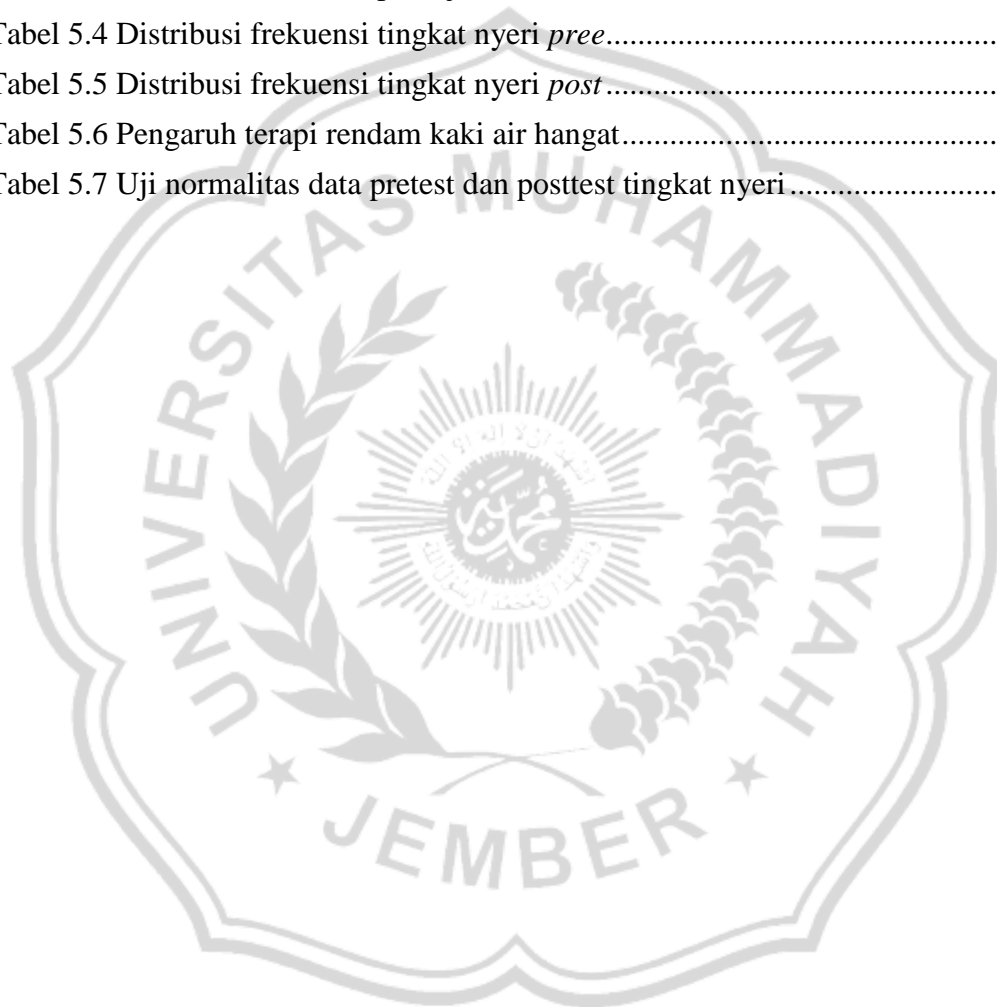 Tabel 5.4 Distribusi frekuensi tingkat nyeri pree
Tabel 5.5 Distribusi frekuensi tingkat nyeri post
Tabel 5.6 Pengaruh terapi rendam kaki air hangat
Tabel 5.7 Uji normalitas data pretest dan posttest tingkat nyeri
UNIVERSITAS MUHAMMADIYAH
JEMBER